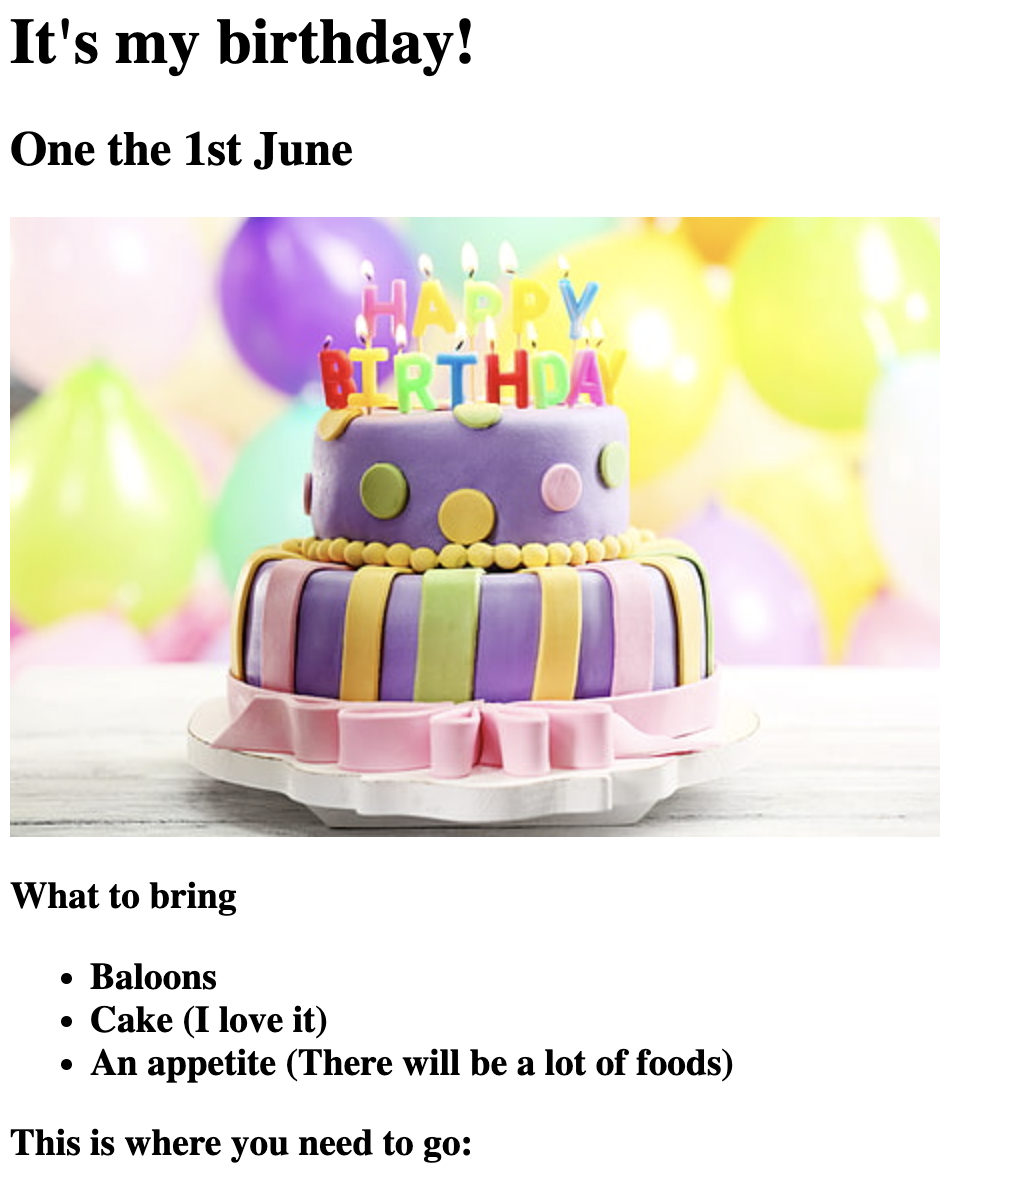 It's my birthday!
One the 1st June
HAPPY
BIRTHDAY
What to bring
Baloons
Cake (I love it)
An appetite (There will be a lot of foods)
This is where you need to go: